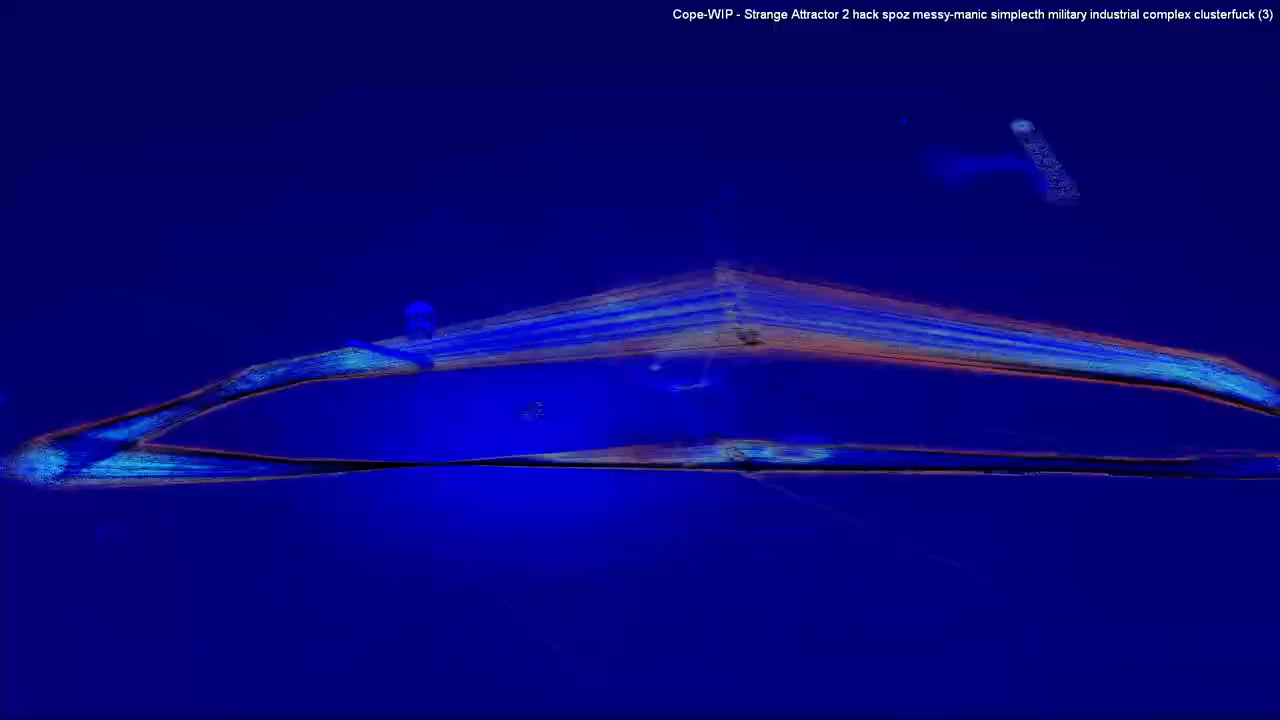 Cope-WIP - Strange Attractor 2 hack spoz messy-manic simplecth military industrial complex clusterfuck (3)